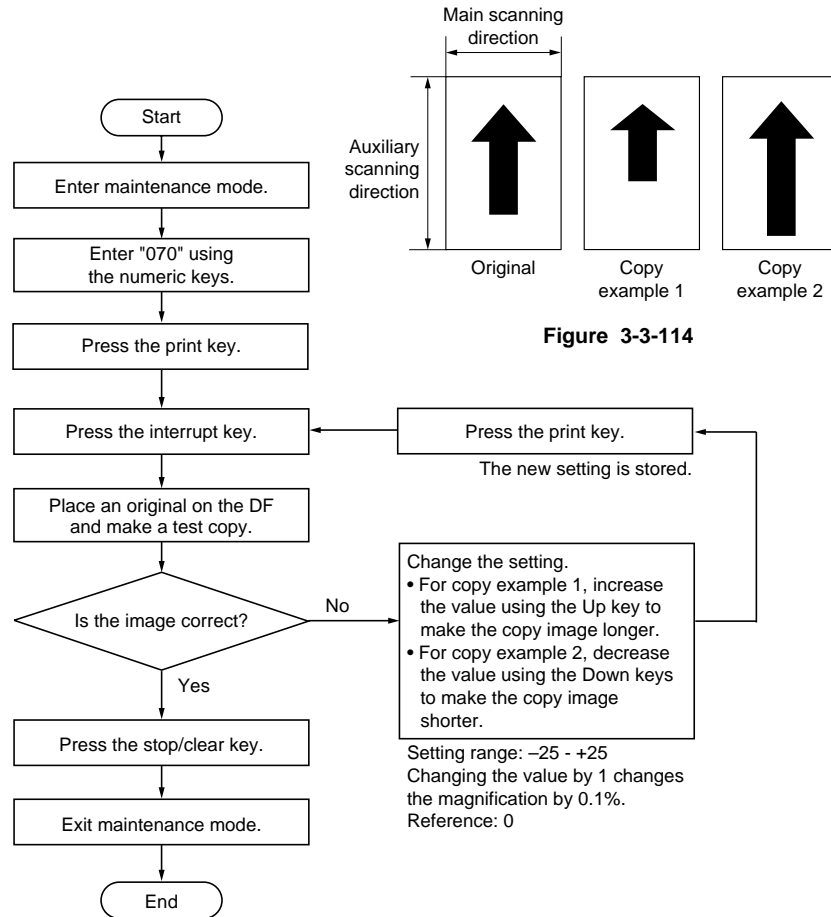 Main scanning
direction
Auxiliary
scanning
direction
Original
Copy
example 1
Copy
example 2
Figure 3-3-114
Start
Enter maintenance mode.
Enter "070" using
the numeric keys.
Press the print key.
Press the interrupt key.
Press the print key.
The new setting is stored.
Place an original on the DF
and make a test copy.
Is the image correct?
No
Yes
Change the setting.
• For copy example 1, increase
the value using the Up key to
make the copy image longer.
• For copy example 2, decrease
the value using the Down keys
to make the copy image
shorter.
Setting range: –25 - +25
Changing the value by 1 changes
the magnification by 0.1%.
Reference: 0
Press the stop/clear key.
Exit maintenance mode.
End